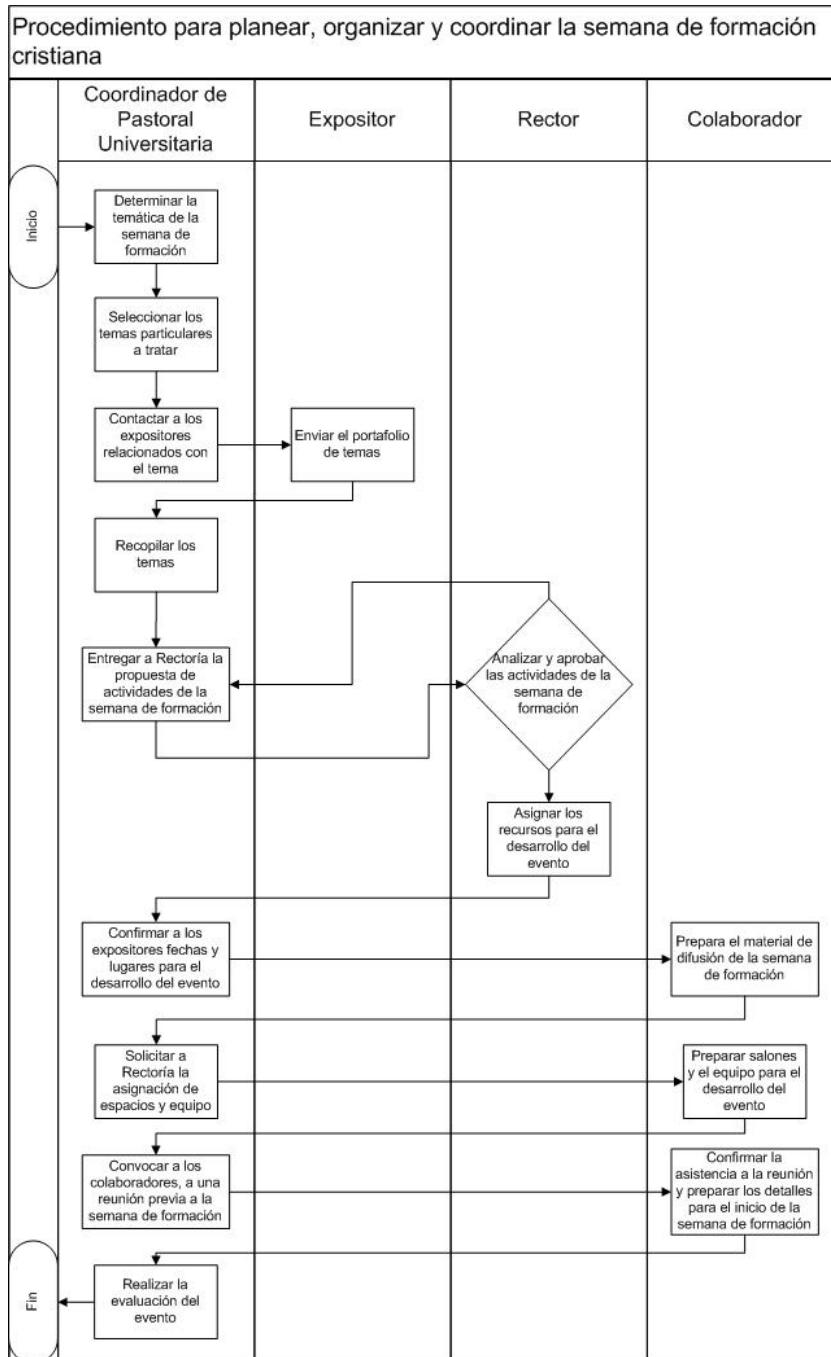 Procedimiento para planear, organizar y coordinar la semana de formación
cristiana
Coordinador de
Pastoral
Universitaria
Expositor
Rector
Colaborador
Inicio
Determinar la
temática de la
semana de
formación
Seleccionar los
temas particulares
a tratar
Contactar a los
expositores
relacionados con
el tema
Enviar el portafolio
de temas
Recopilar los
temas
Entregar a Rectoría la
propuesta de
actividades de la
semana de formación
Analizar y aprobar
las actividades de la
semana de
formación
Asignar los
recursos para el
desarrollo del
evento
Confirmar a los
expositores fechas y
lugares para el
desarrollo del evento
Prepara el material de
difusión de la semana
de formación
Solicitar a
Rectoría la
asignación de
espacios y equipo
Preparar salones
y el equipo para el
desarrollo del
evento
Convocar a los
colaboradores, a una
reunión previa a la
semana de formación
Confirmar la
asistencia a la reunión
y preparar los detalles
para el inicio de la
semana de formación
Realizar la
evaluación del
evento
Fin